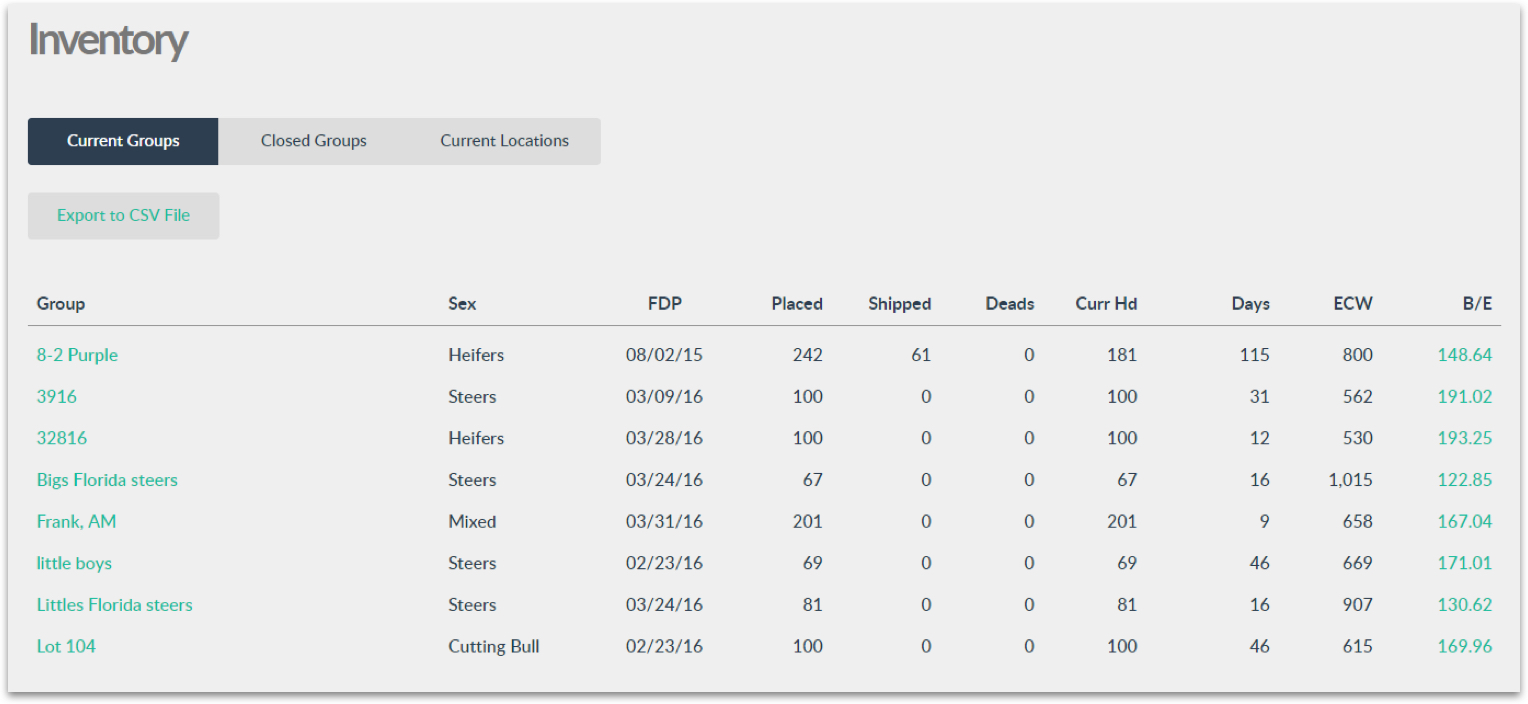 Inventory
Current Groups Closed Groups Current Locations
Export to CSV File
Group Sex FDP Placed Shipped Deads Curr Hd Days ECW B/E
8-2 Purple Heifers 08/02/15 242 61 0 181 115 800 148.64
3916 Steers 03/09/16 100 0 0 100 31 562 191.02
32816 Heifers 03/28/16 100 0 0 100 12 530 193.25
Bigs Florida steers Steers 03/24/16 67 0 0 67 16 1,015 122.85
Frank, AM Mixed 03/31/16 201 0 0 201 9 658 167.04
little boys Steers 02/23/16 69 0 0 69 46 669 171.01
Littles Florida steers Steers 03/24/16 81 0 0 81 16 907 130.62
Lot 104 Cutting Bull 02/23/16 100 0 0 100 46 615 169.96